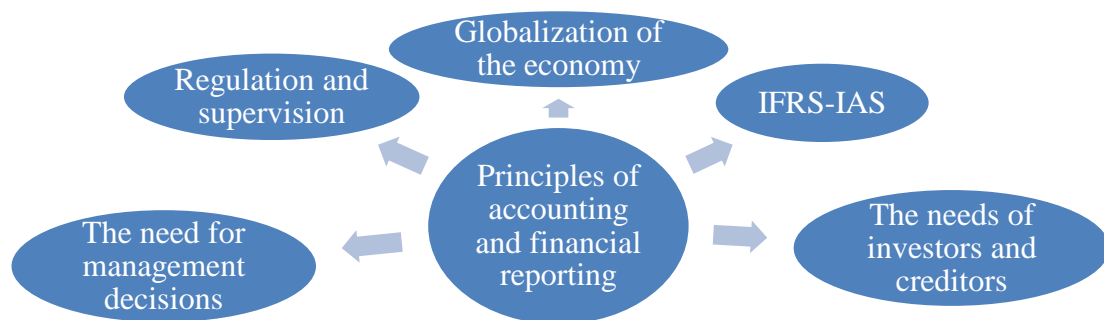 Globalization of
the economy
Regulation and
supervision
IFRS-IAS
Principles of
accounting
and financial
reporting
The need for
management
decisions
The needs of
investors and
creditors